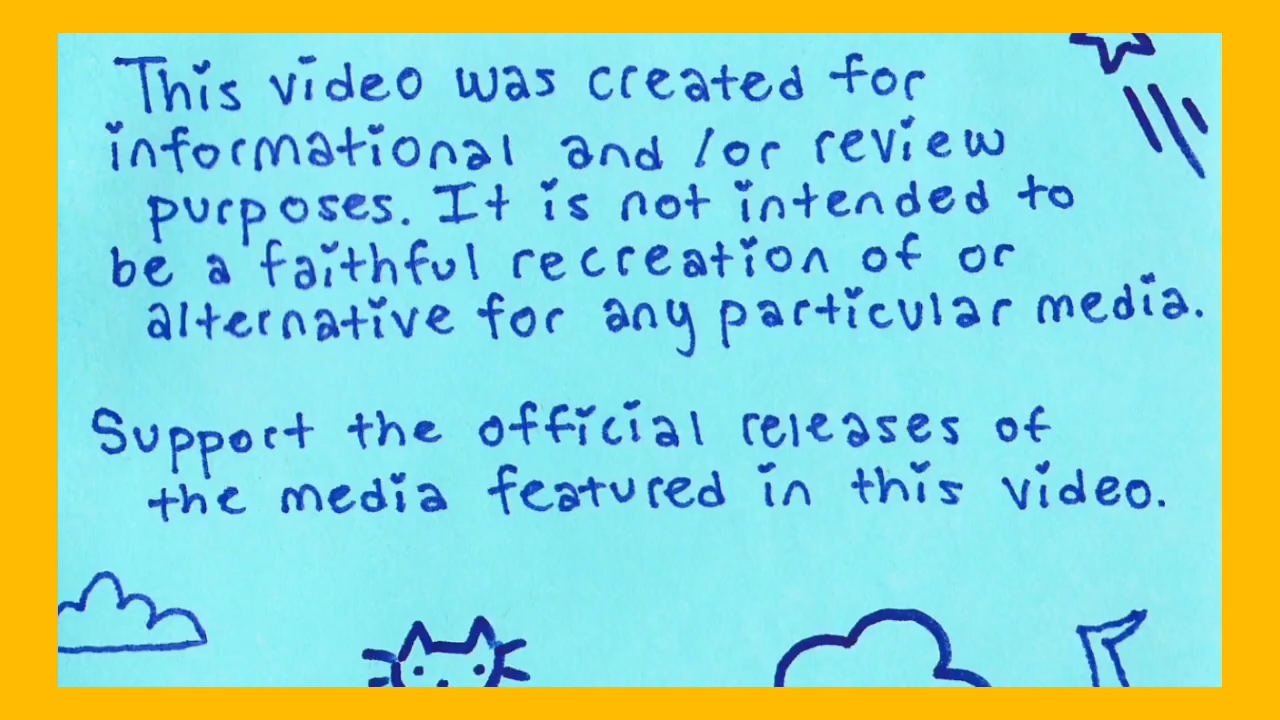 This video was created for
informational and /or review
purposes. It is not intended to
be a faithful recreation of or
alternative for any particular media.
Support the official releases of
the media featured in this video.